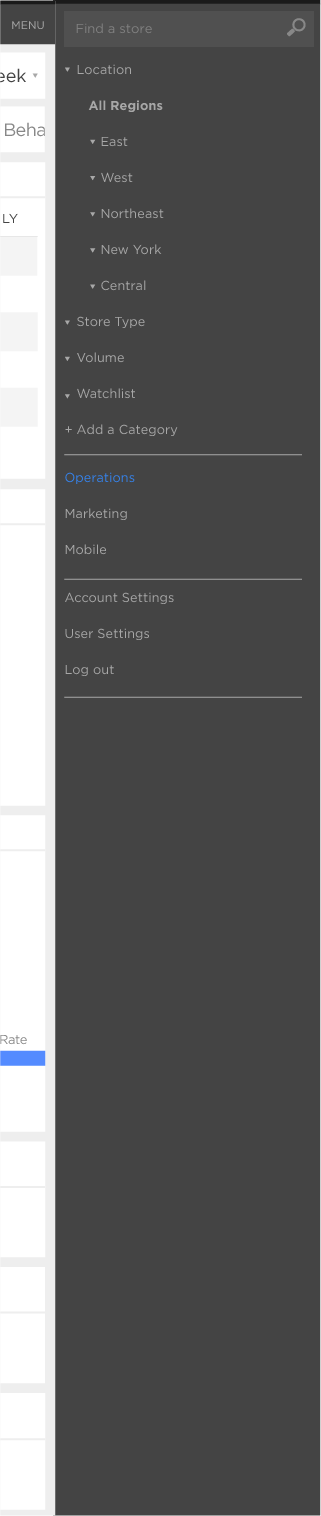 MENU
Find a store
eek
Beha
LY
Rate
Location
All Regions
East
West
Northeast
New York
Central
Store Type
Volume
Watchlist
+ Add a Category
Operations
Marketing
Mobile
Account Settings
User Settings
Log out